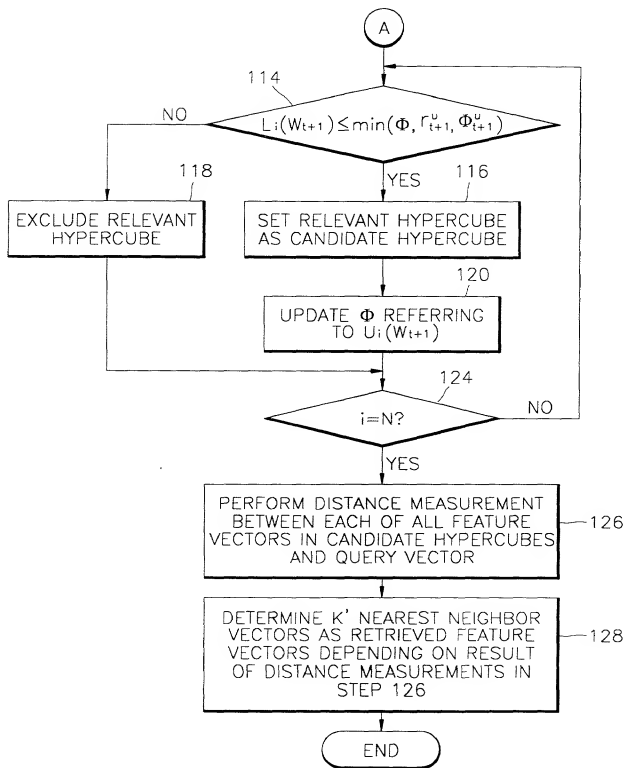 A
114
Li(Wt+1)≤min(Φ, r^u_t+1, Φ^u_t+1)
NO
YES
118
EXCLUDE RELEVANT
HYPERCUBE
116
SET RELEVANT HYPERCUBE
AS CANDIDATE HYPERCUBE
120
UPDATE Φ REFERRING
TO Ui(Wt+1)
124
i=N?
NO
YES
PERFORM DISTANCE MEASUREMENT
BETWEEN EACH OF ALL FEATURE
VECTORS IN CANDIDATE HYPERCUBES
AND QUERY VECTOR
126
DETERMINE K' NEAREST NEIGHBOR
VECTORS AS RETRIEVED FEATURE
VECTORS DEPENDING ON RESULT
OF DISTANCE MEASUREMENTS IN
STEP 126
128
END